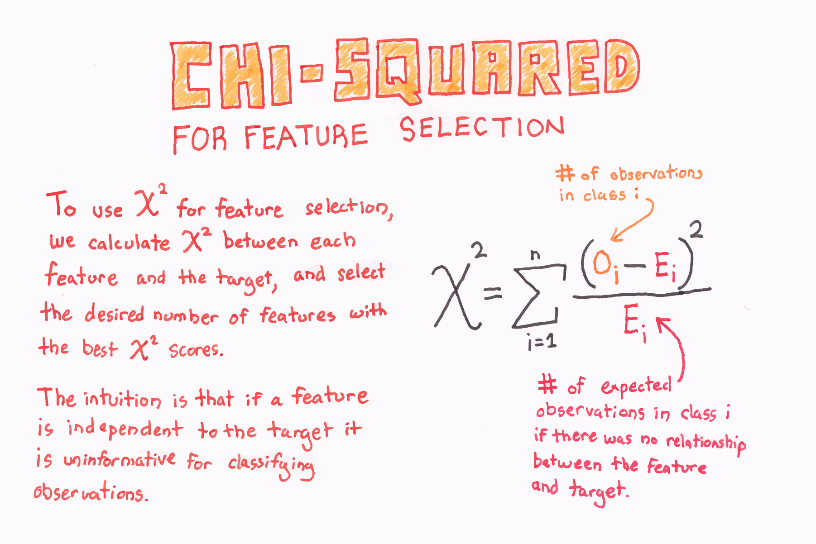 CHI-SQUARED
FOR FEATURE SELECTION
To use χ² for feature selection,
we calculate χ² between each
feature and the target, and select
the desired number of features with
the best χ² scores.
The intuition is that if a feature
is independent to the target it
is uninformative for classifying
observations.
# of observations
in class i
χ² = ∑ⁿᵢ₌₁ (Oᵢ − Eᵢ)² / Eᵢ
# of expected
observations in class i
if there was no relationship
between the feature
and target.